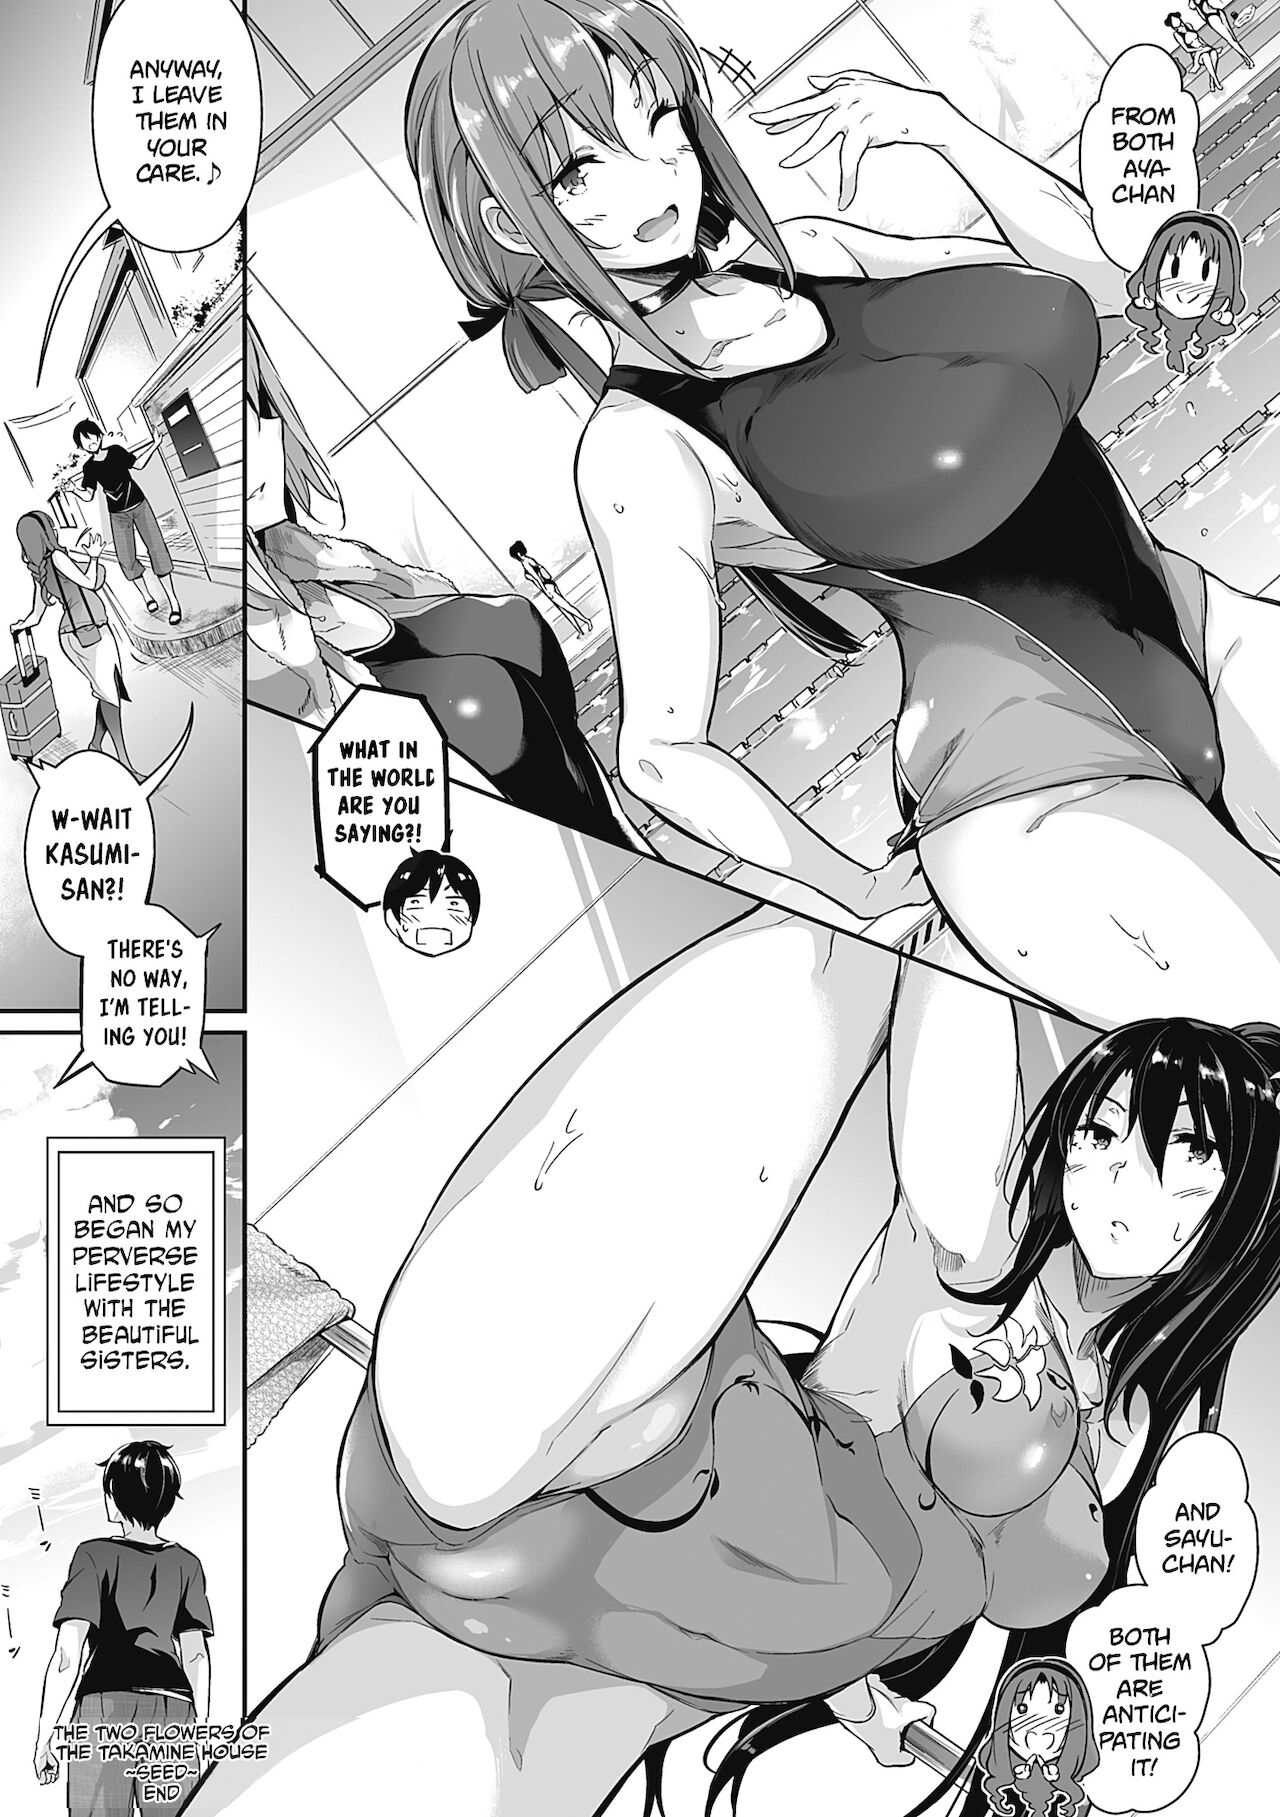 FROM
BOTH
AYA-
CHAN
AND
SAYU-
CHAN!
BOTH
OF THEM
ARE
ANTICI-
PATING
IT!
WHAT IN
THE WORLD
ARE YOU
SAYING?!
ANYWAY,
I LEAVE
THEM IN
YOUR
CARE.♪
W-WAIT
KASUMI-
SAN?!
THERE'S
NO WAY,
I'M TELL-
ING YOU!
AND SO
BEGAN MY
PERVERSE
LIFESTYLE
WITH THE
BEAUTIFUL
SISTERS.
THE TWO FLOWERS OF
THE TAKAMINE HOUSE
~SEED~
END